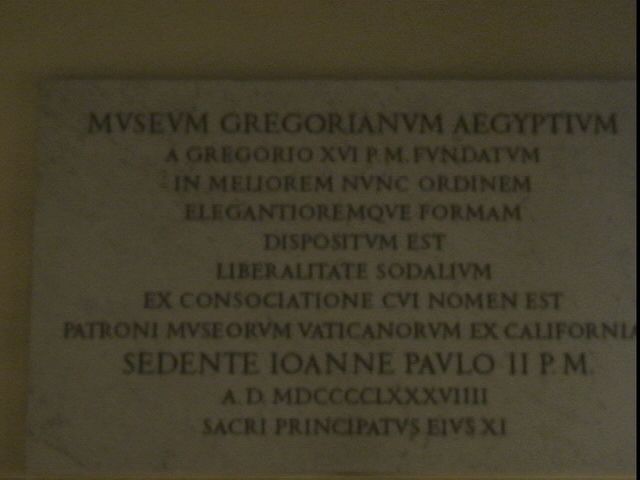 MVSEVM GREGORIANVM AEGYPTIVM
A GREGORIO XVI P.M. FVNDATVM
IN MELIOREM NVNC ORDINEM
ELEGANTIOREMQVE FORMAM
DISPOSITVM EST
LIBERALITATE SODALIVM
EX CONSOCIATIONE CVI NOMEN EST
PATRONI MVSEORVM VATICANORVM EX CALIFORNIA
SEDENTE IOANNE PAVLO II P.M.
A.D. MDCCCCLXXXVIIII
SACRI PRINCIPATVS EIVS XI